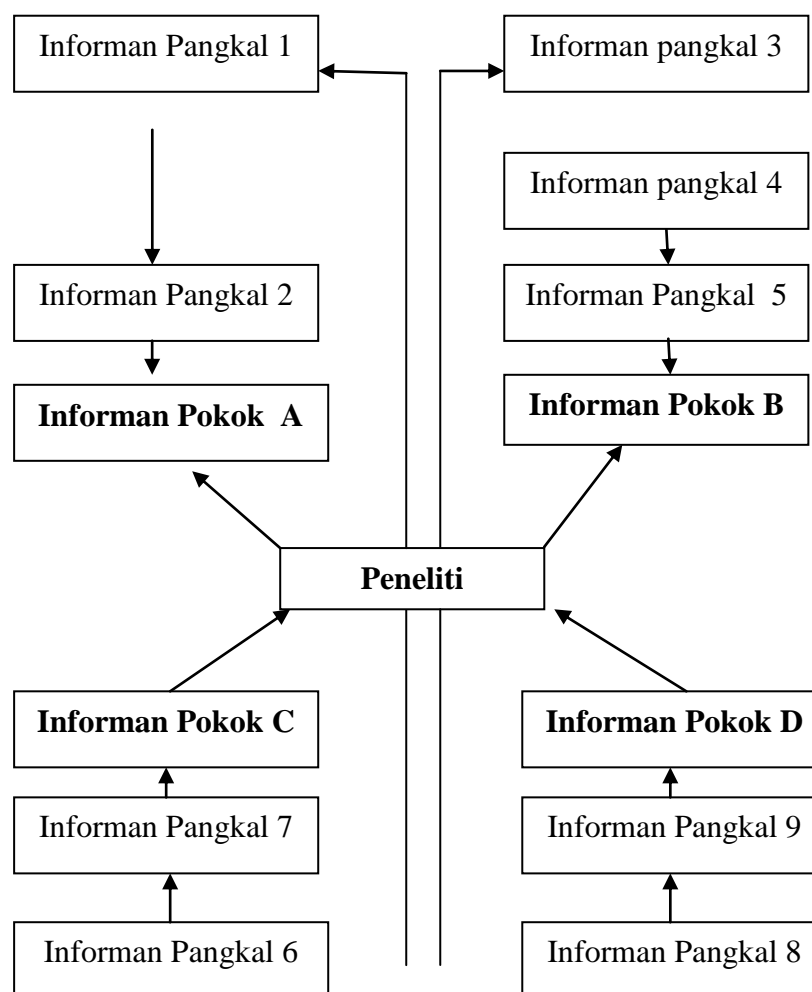 Informan Pangkal 1
Informan pangkal 3
Informan pangkal 4
Informan Pangkal 2
Informan Pangkal  5
Informan Pokok  A
Informan Pokok B
Peneliti
Informan Pokok C
Informan Pokok D
Informan Pangkal 7
Informan Pangkal 9
Informan Pangkal 6
Informan Pangkal 8